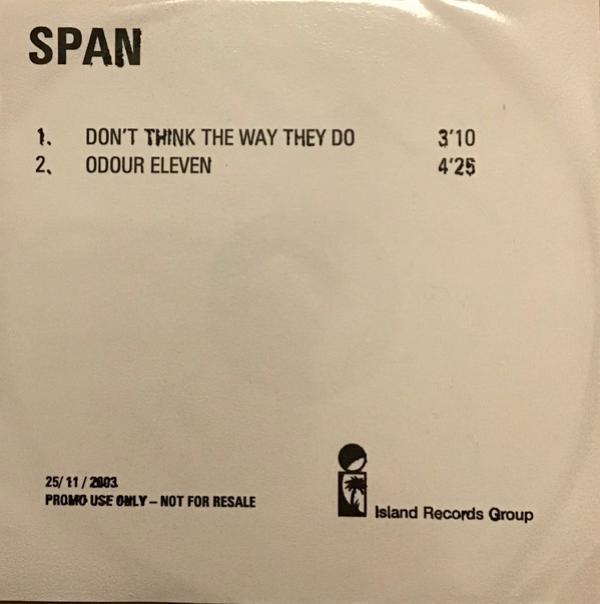 SPAN
1. DON'T THINK THE WAY THEY DO 3'10
2. ODOUR ELEVEN 4'25
25/11/2003
PROMO USE ONLY – NOT FOR RESALE
Island Records Group